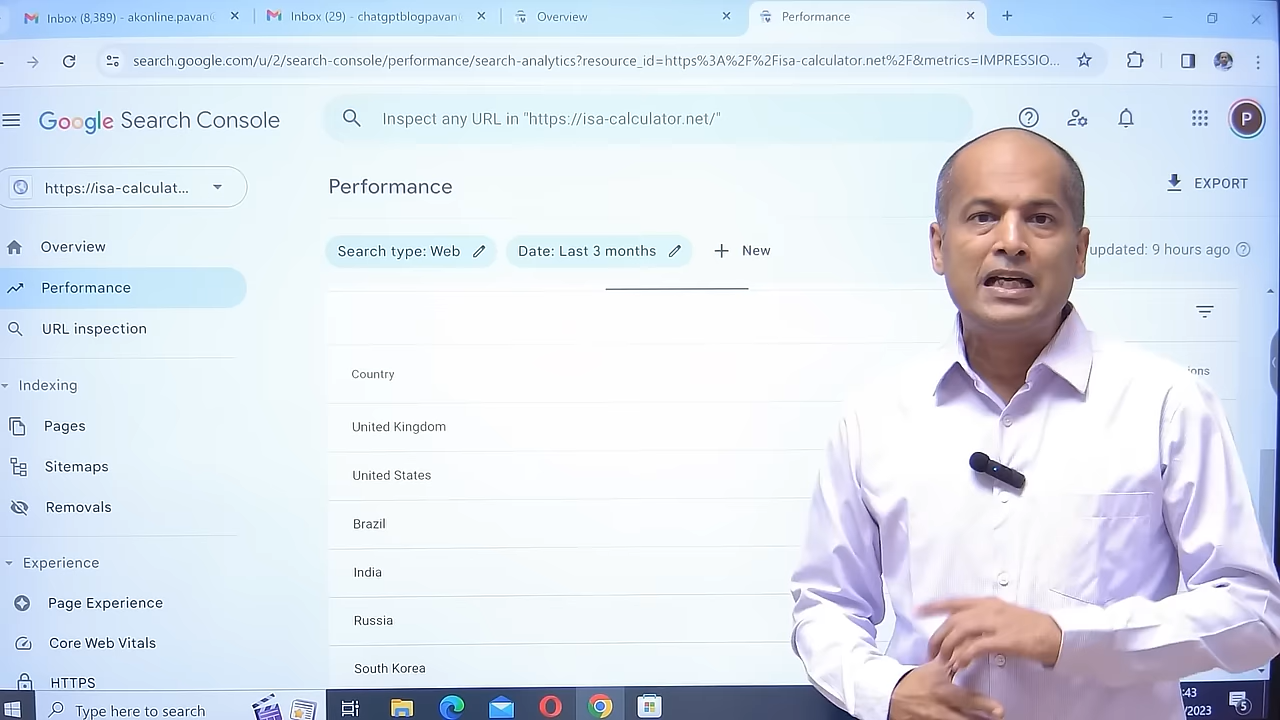 Inbox (8,389) - akonline.pavan
Inbox (29) - chatgptblogpavan
Overview
Performance
search.google.com/u/2/search-console/performance/search-analytics?resource_id=https%3A%2F%2Fisa-calculator.net%2F&metrics=IMPRESSIO...
Google Search Console
Inspect any URL in "https://isa-calculator.net/"
P
https://isa-calculat...
Performance
EXPORT
Search type: Web
Date: Last 3 months
New
updated: 9 hours ago
Overview
Performance
URL inspection
Indexing
Pages
Sitemaps
Removals
Experience
Page Experience
Core Web Vitals
HTTPS
Country
ions
United Kingdom
United States
Brazil
India
Russia
South Korea
Type here to search
:43
/2023
5